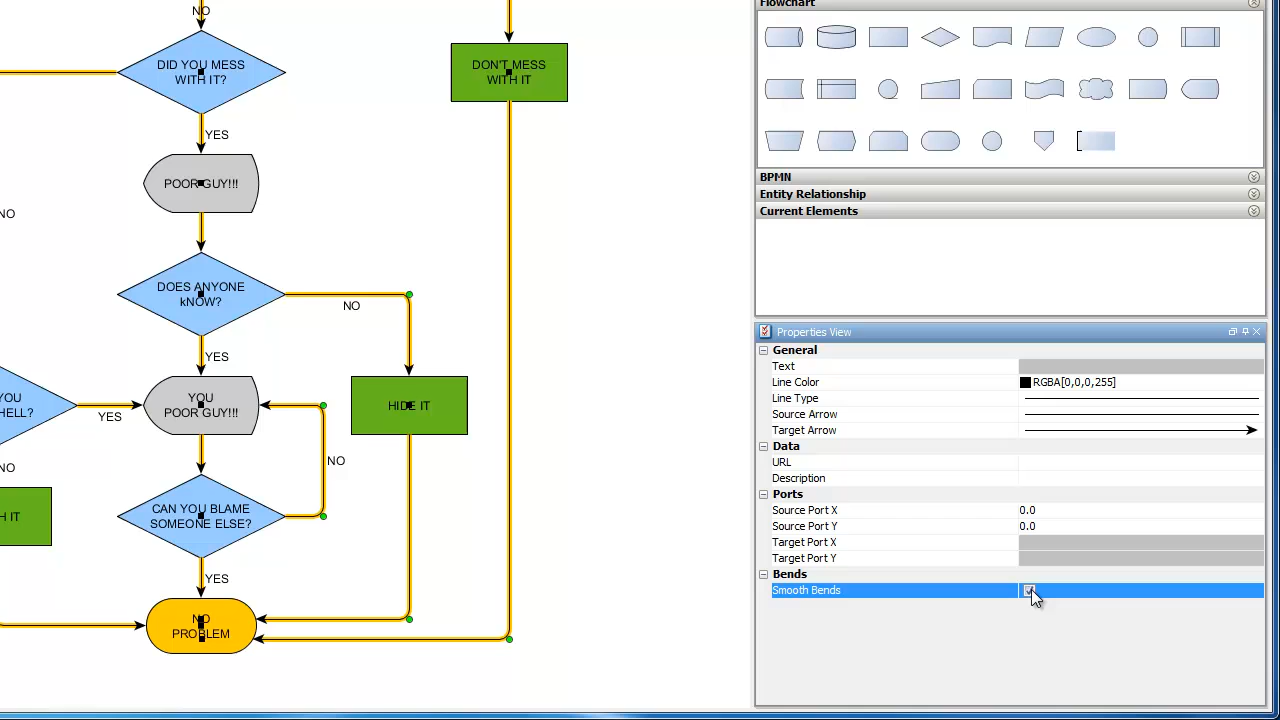 NO
DID YOU MESS
WITH IT?
YES
POOR GUY!!!
NO
DOES ANYONE
kNOW?
NO
YES
YOU
HELL?
YES
YOU
POOR GUY!!!
HIDE IT
NO
NO
H IT
CAN YOU BLAME
SOMEONE ELSE?
YES
NO
PROBLEM
DON'T MESS
WITH IT
Flowchart
BPMN
Entity Relationship
Current Elements
Properties View
General
Text
Line Color RGBA[0,0,0,255]
Line Type
Source Arrow
Target Arrow
Data
URL
Description
Ports
Source Port X 0.0
Source Port Y 0.0
Target Port X
Target Port Y
Bends
Smooth Bends